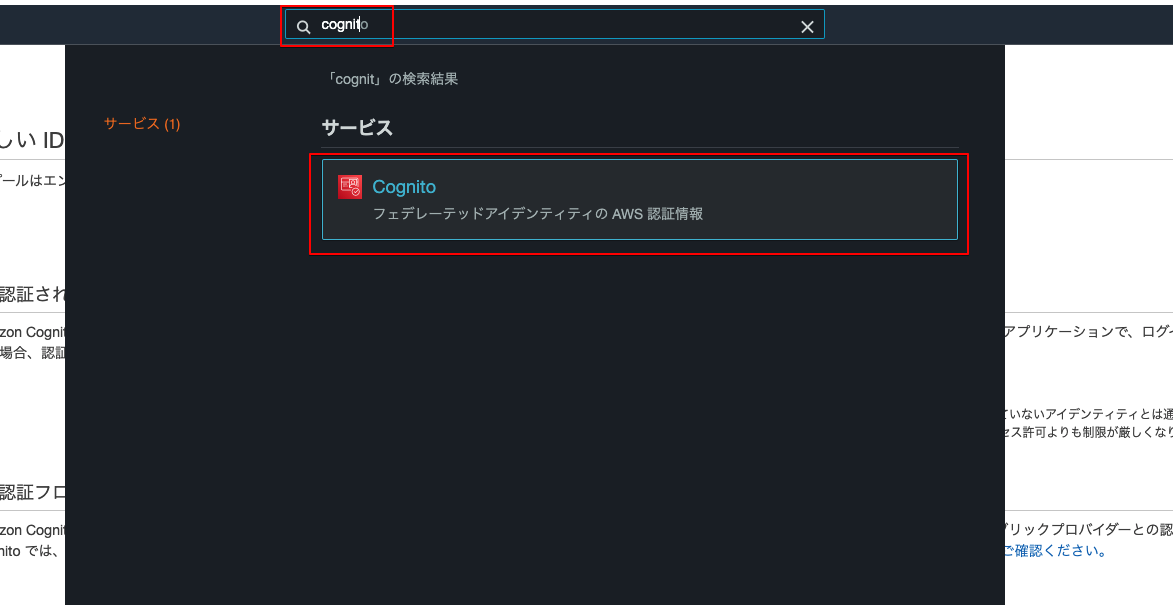 cognito
「cognit」の検索結果
サービス (1)
サービス
Cognito
フェデレーテッドアイデンティティの AWS 認証情報
しい ID
プールはエン
認証され
zon Cognit
場合、認証
アプリケーションで、ログイ
ていないアイデンティティとは通
セス許可よりも制限が厳しくなり
認証フロ
zon Cognit
nito では、
ブリックプロバイダーとの認
ご確認ください。